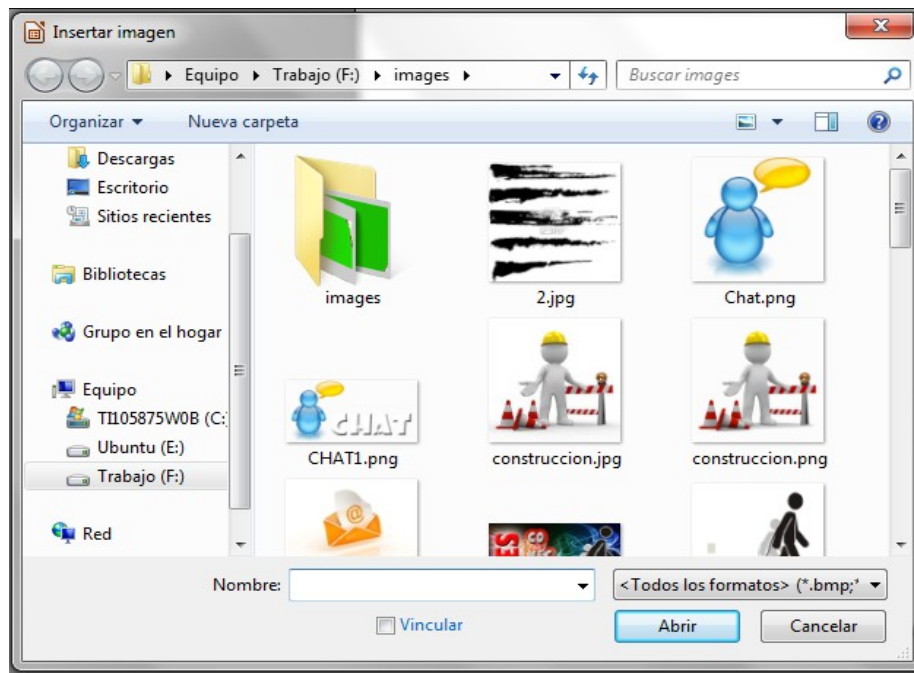 Insertar imagen
Equipo Trabajo (F:) images
Buscar images
Organizar Nueva carpeta
Descargas
Escritorio
Sitios recientes
Bibliotecas
Grupo en el hogar
Equipo
TI105875W0B (C:
Ubuntu (E:)
Trabajo (F:)
Red
images
2.jpg
Chat.png
CHAT
CHAT1.png
construccion.jpg
construccion.png
@
Nombre:
<Todos los formatos> (*.bmp;*
Vincular
Abrir
Cancelar